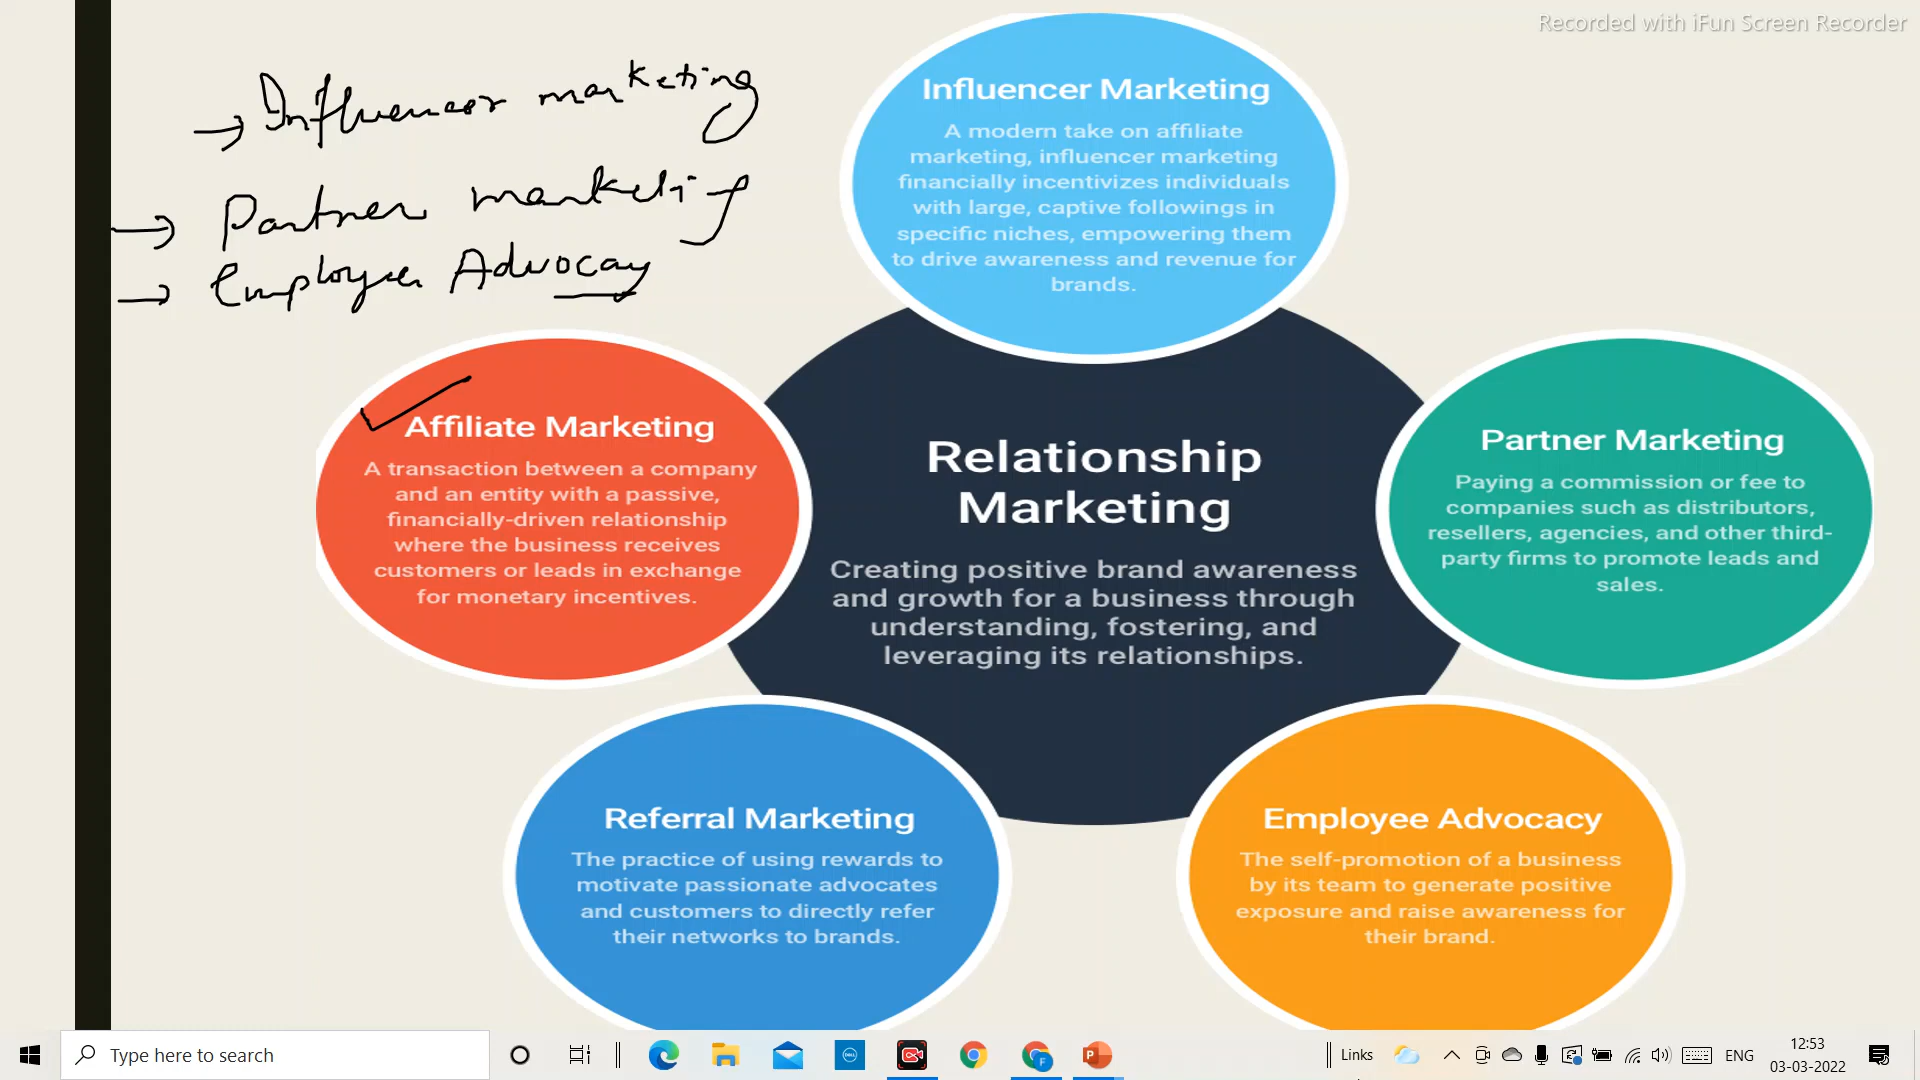 Recorded with iFun Screen Recorder
→ Influencer marketing
→ Partner marketing
→ Employee Advocay
Influencer Marketing
A modern take on affiliate
marketing, influencer marketing
financially incentivizes individuals
with large, captive followings in
specific niches, empowering them
to drive awareness and revenue for
brands.
Affiliate Marketing
A transaction between a company
and an entity with a passive,
financially-driven relationship
where the business receives
customers or leads in exchange
for monetary incentives.
Relationship
Marketing
Creating positive brand awareness
and growth for a business through
understanding, fostering, and
leveraging its relationships.
Partner Marketing
Paying a commission or fee to
companies such as distributors,
resellers, agencies, and other third-
party firms to promote leads and
sales.
Referral Marketing
The practice of using rewards to
motivate passionate advocates
and customers to directly refer
their networks to brands.
Employee Advocacy
The self-promotion of a business
by its team to generate positive
exposure and raise awareness for
their brand.
Type here to search
DELL
F
P
Links
ENG
12:53
03-03-2022